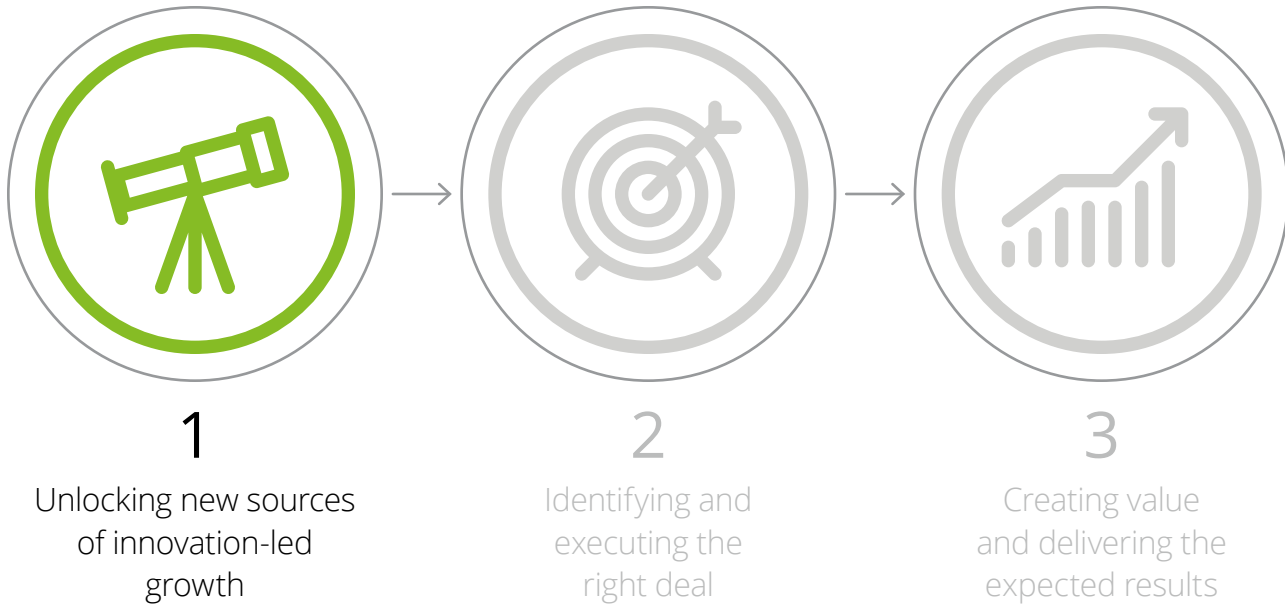 1
Unlocking new sources
of innovation-led
growth
2
Identifying and
executing the
right deal
3
Creating value
and delivering the
expected results